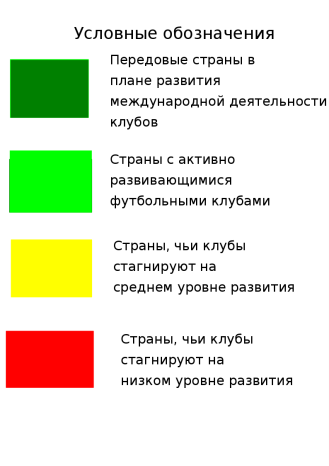 Условные обозначения
Передовые страны в
плане развития
международной деятельности
клубов
Страны с активно
развивающимися
футбольными клубами
Страны, чьи клубы
стагнируют на
среднем уровне развития
Страны, чьи клубы
стагнируют на
низком уровне развития